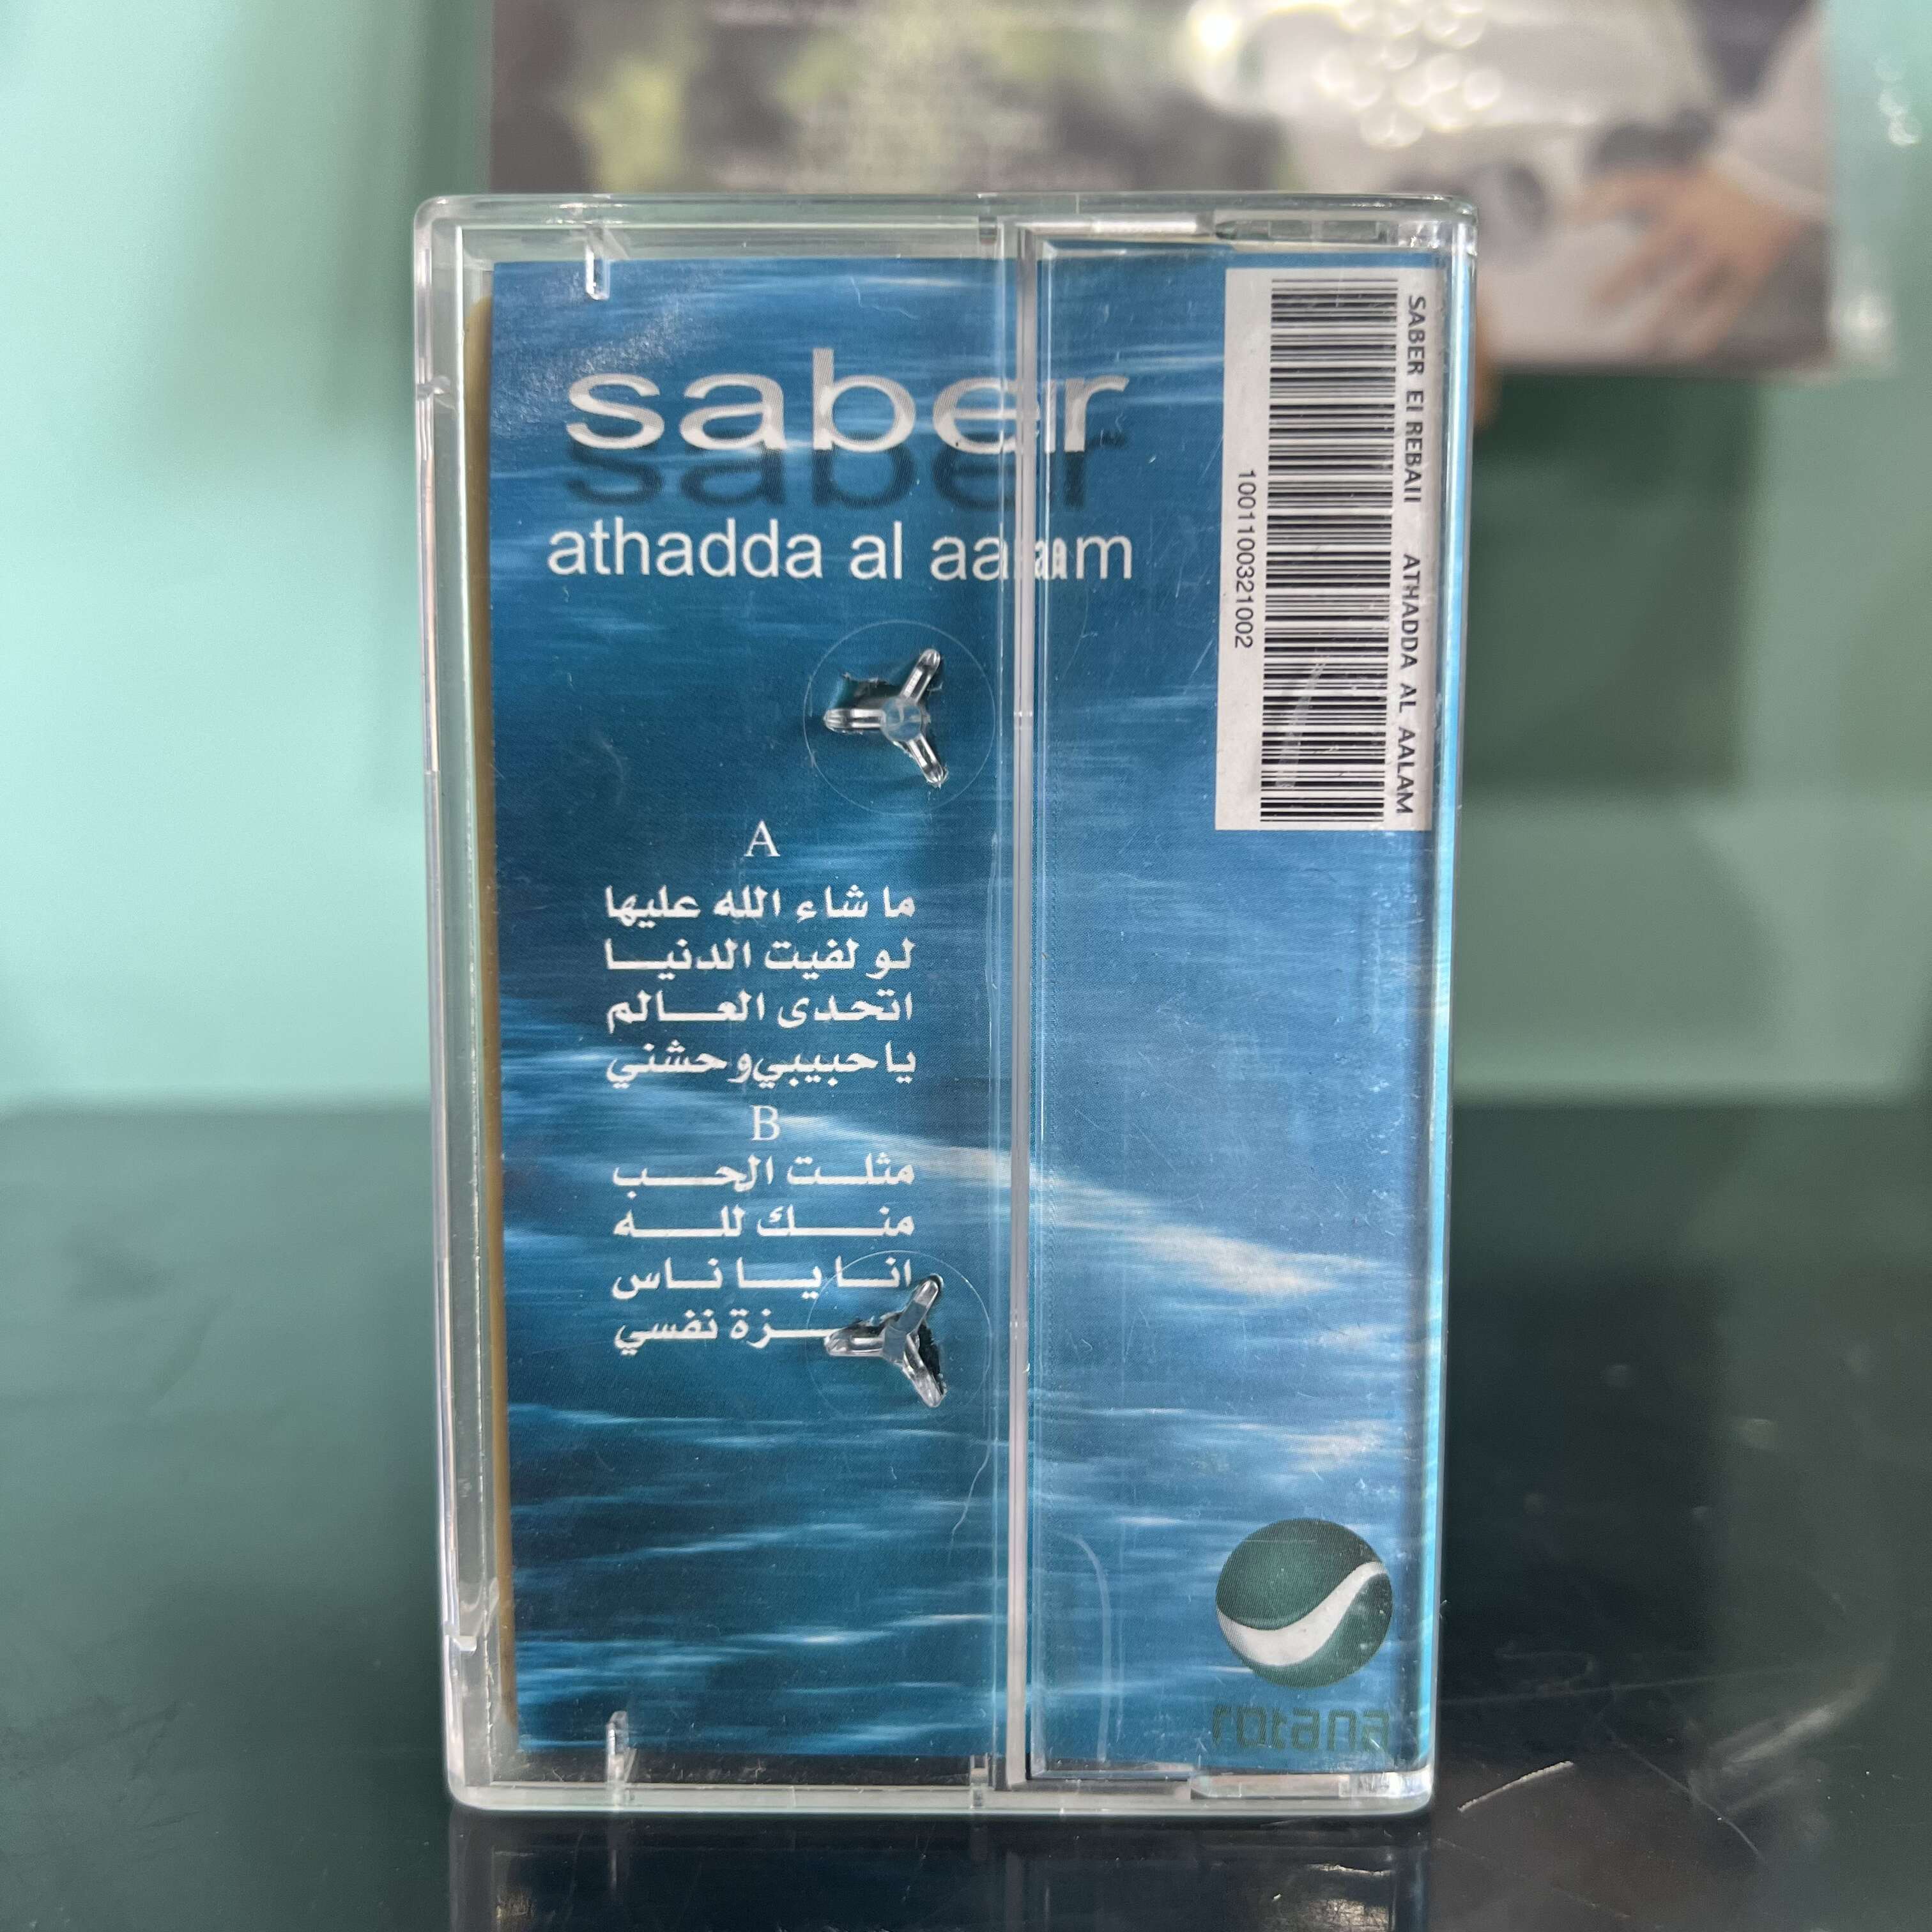 saber
athadda al aalam
A
ما شاء الله عليها
لو لفيت الدنيا
اتحدى العالم
يا حبيبي وحشني
B
مثلت الحب
منك لله
انا يا ناس
نفسي
SABER El REBAII ATHADDA AL AALAM
1001100321002
rotana